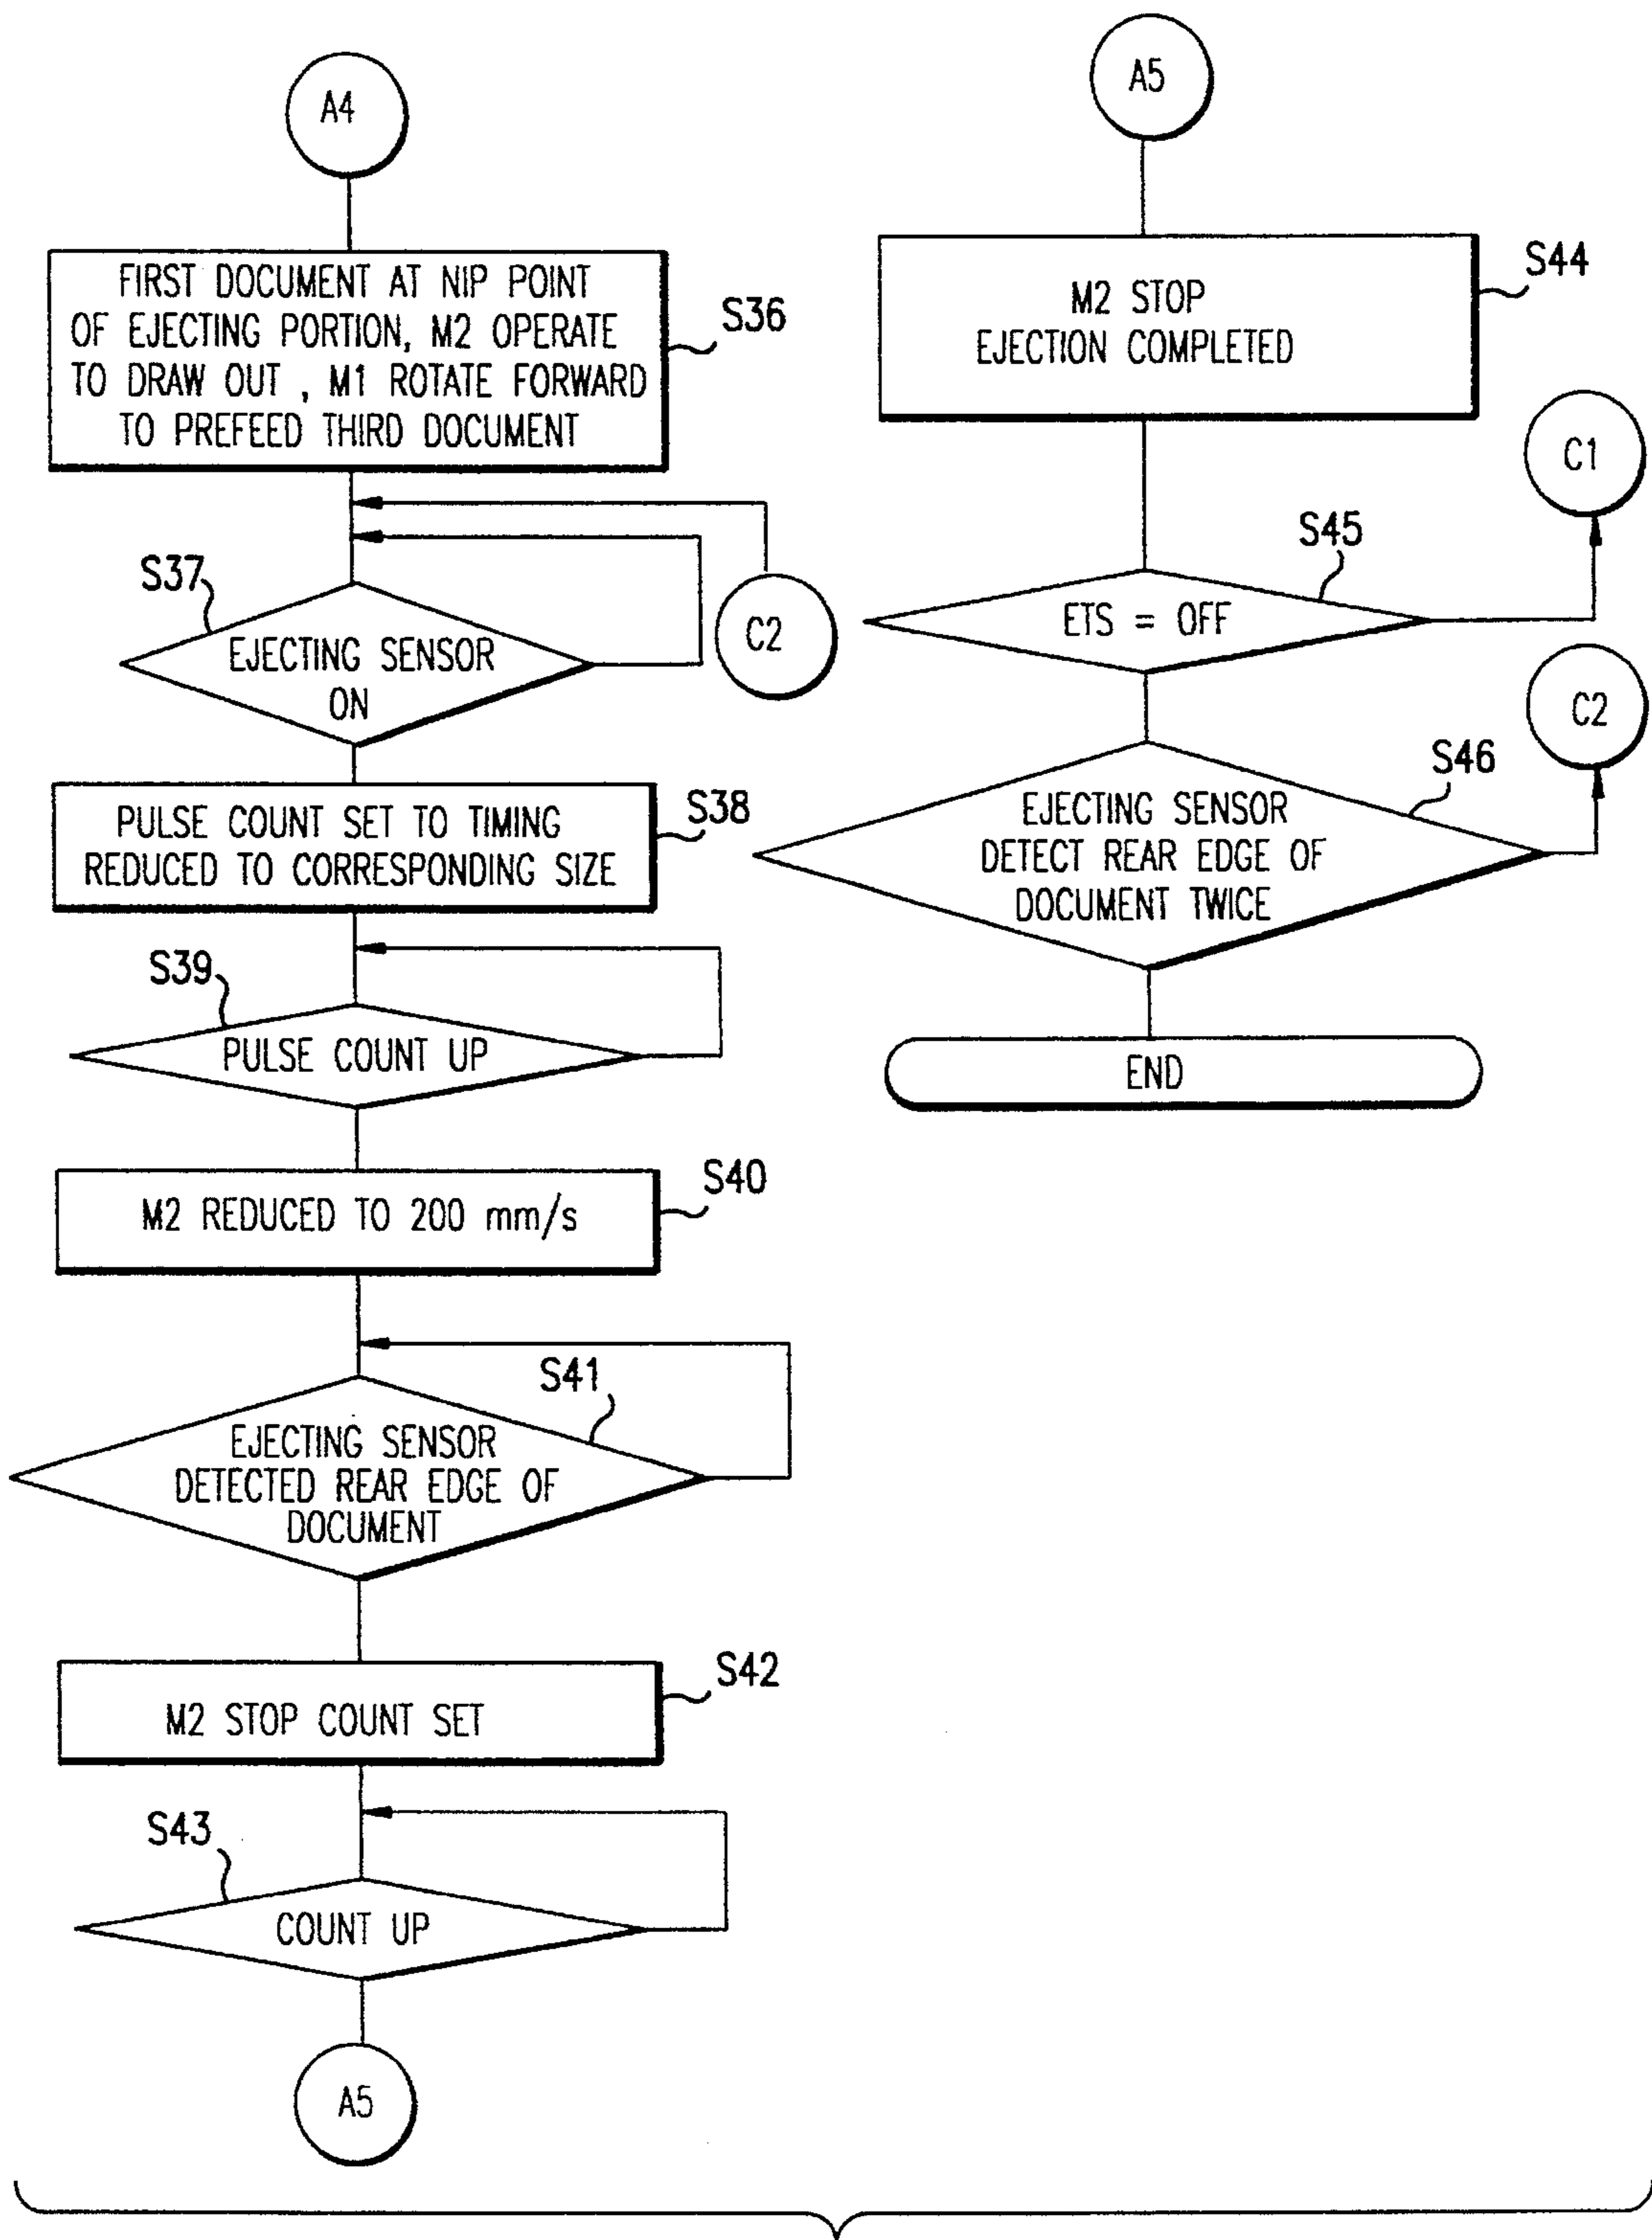 A4
FIRST DOCUMENT AT NIP POINT
OF EJECTING PORTION, M2 OPERATE
TO DRAW OUT , M1 ROTATE FORWARD
TO PREFEED THIRD DOCUMENT
S36
S37
EJECTING SENSOR
ON
C2
PULSE COUNT SET TO TIMING
REDUCED TO CORRESPONDING SIZE
S38
S39
PULSE COUNT UP
M2 REDUCED TO 200 mm/s
S40
S41
EJECTING SENSOR
DETECTED REAR EDGE OF
DOCUMENT
M2 STOP COUNT SET
S42
S43
COUNT UP
A5
A5
M2 STOP
EJECTION COMPLETED
S44
C1
S45
ETS = OFF
C2
S46
EJECTING SENSOR
DETECT REAR EDGE OF
DOCUMENT TWICE
END